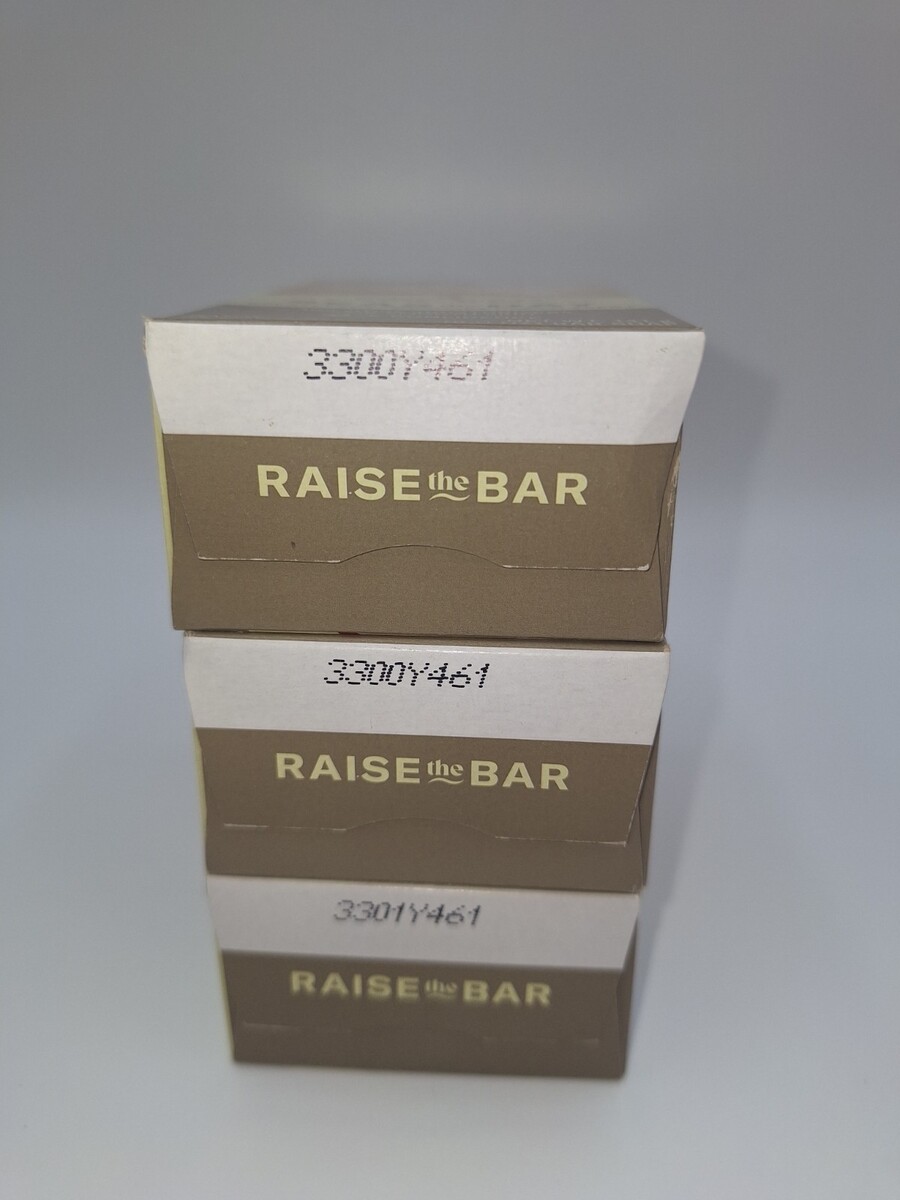 3300Y461
RAISE the BAR
3300Y461
RAISE the BAR
3301Y461
RAISE the BAR